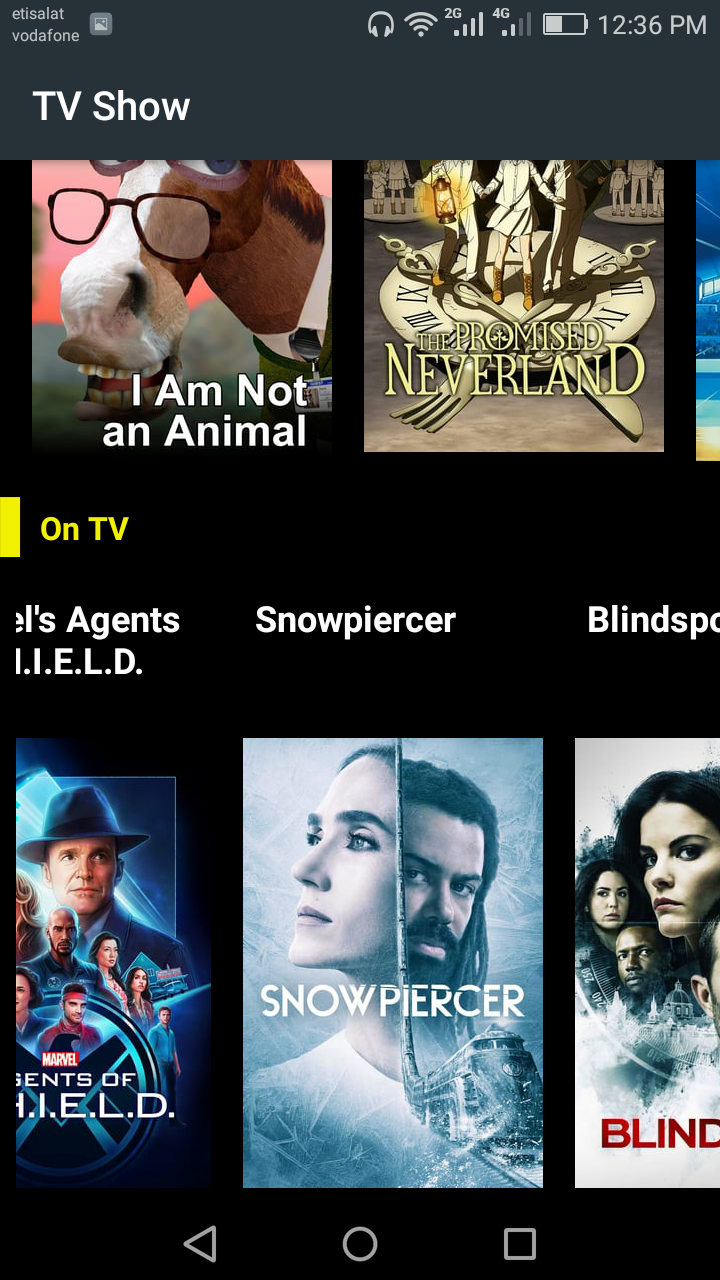 etisalat
vodafone
2G
4G
12:36 PM
TV Show
I Am Not
an Animal
THE PROMISED
NEVERLAND
On TV
el's Agents
H.I.E.L.D.
Snowpiercer
Blindspo
MARVEL
GENTS OF
H.I.E.L.D.
SNOWPIERCER
BLIND